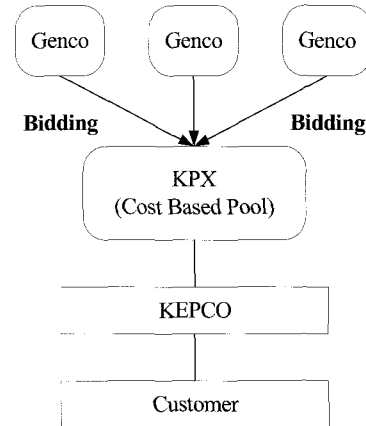 Genco Genco Genco
Bidding Bidding
KPX
(Cost Based Pool)
KEPCO
Customer